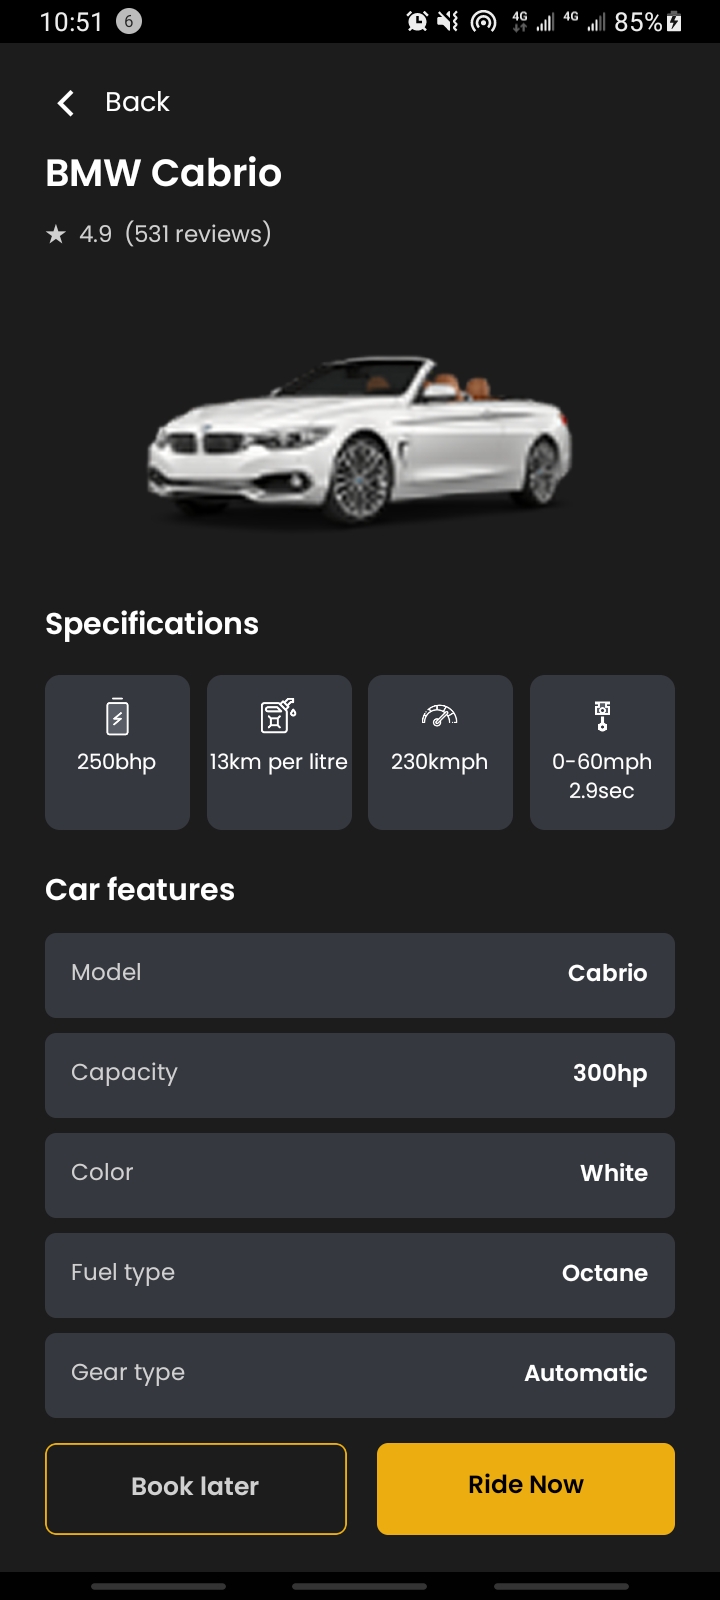 10:51 6 4G 4G 85%
Back
BMW Cabrio
★ 4.9 (531 reviews)
Specifications
250bhp
13km per litre
230kmph
0-60mph
2.9sec
Car features
Model Cabrio
Capacity 300hp
Color White
Fuel type Octane
Gear type Automatic
Book later
Ride Now